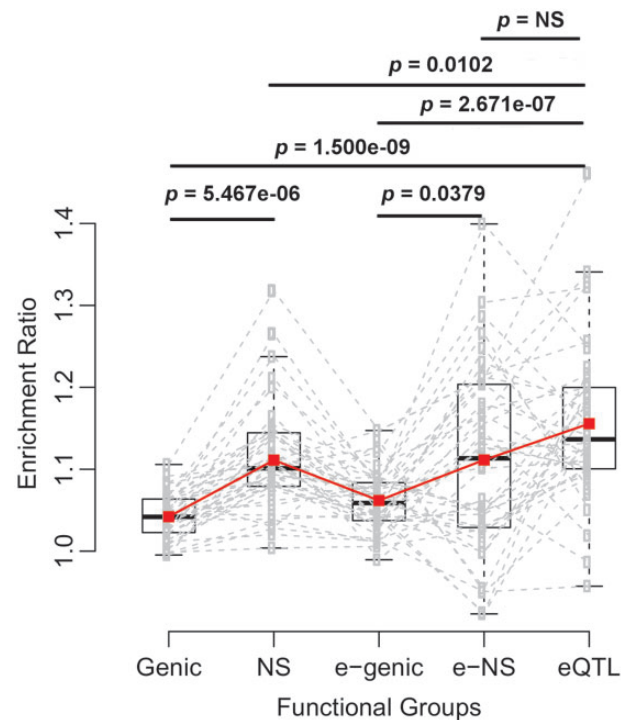 p = NS
p = 0.0102
p = 2.671e-07
p = 1.500e-09
p = 5.467e-06 p = 0.0379
1.4
1.3
1.2
1.1
1.0
Enrichment Ratio
Genic NS e-genic e-NS eQTL
Functional Groups